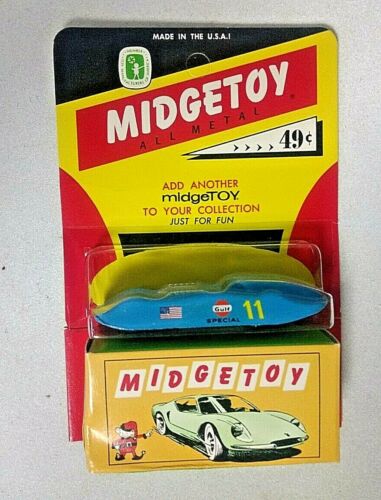 MADE IN THE U.S.A!
MIDGETOY®
ALL METAL
49¢
ADD ANOTHER
midgeTOY
TO YOUR COLLECTION
JUST FOR FUN
Gulf
SPECIAL
11
MIDGETOY